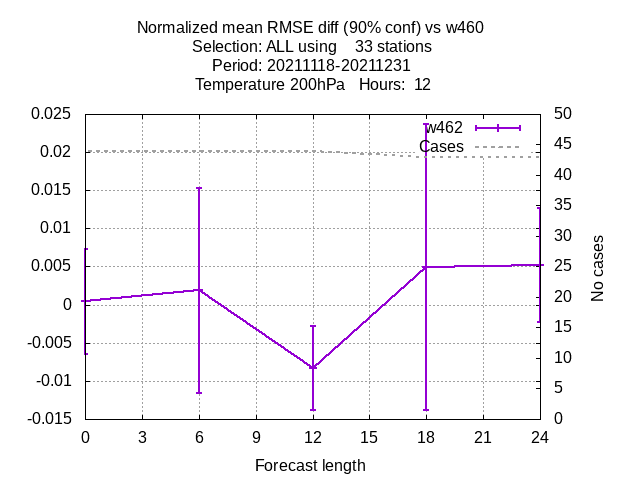 Normalized mean RMSE diff (90% conf) vs w460
Selection: ALL using 33 stations
Period: 20211118-20211231
Temperature 200hPa Hours: 12
0.025
0.02
0.015
0.01
0.005
0
-0.005
-0.01
-0.015
w462
Cases
50
45
40
35
30
25
20
15
10
5
0
No cases
0 3 6 9 12 15 18 21 24
Forecast length